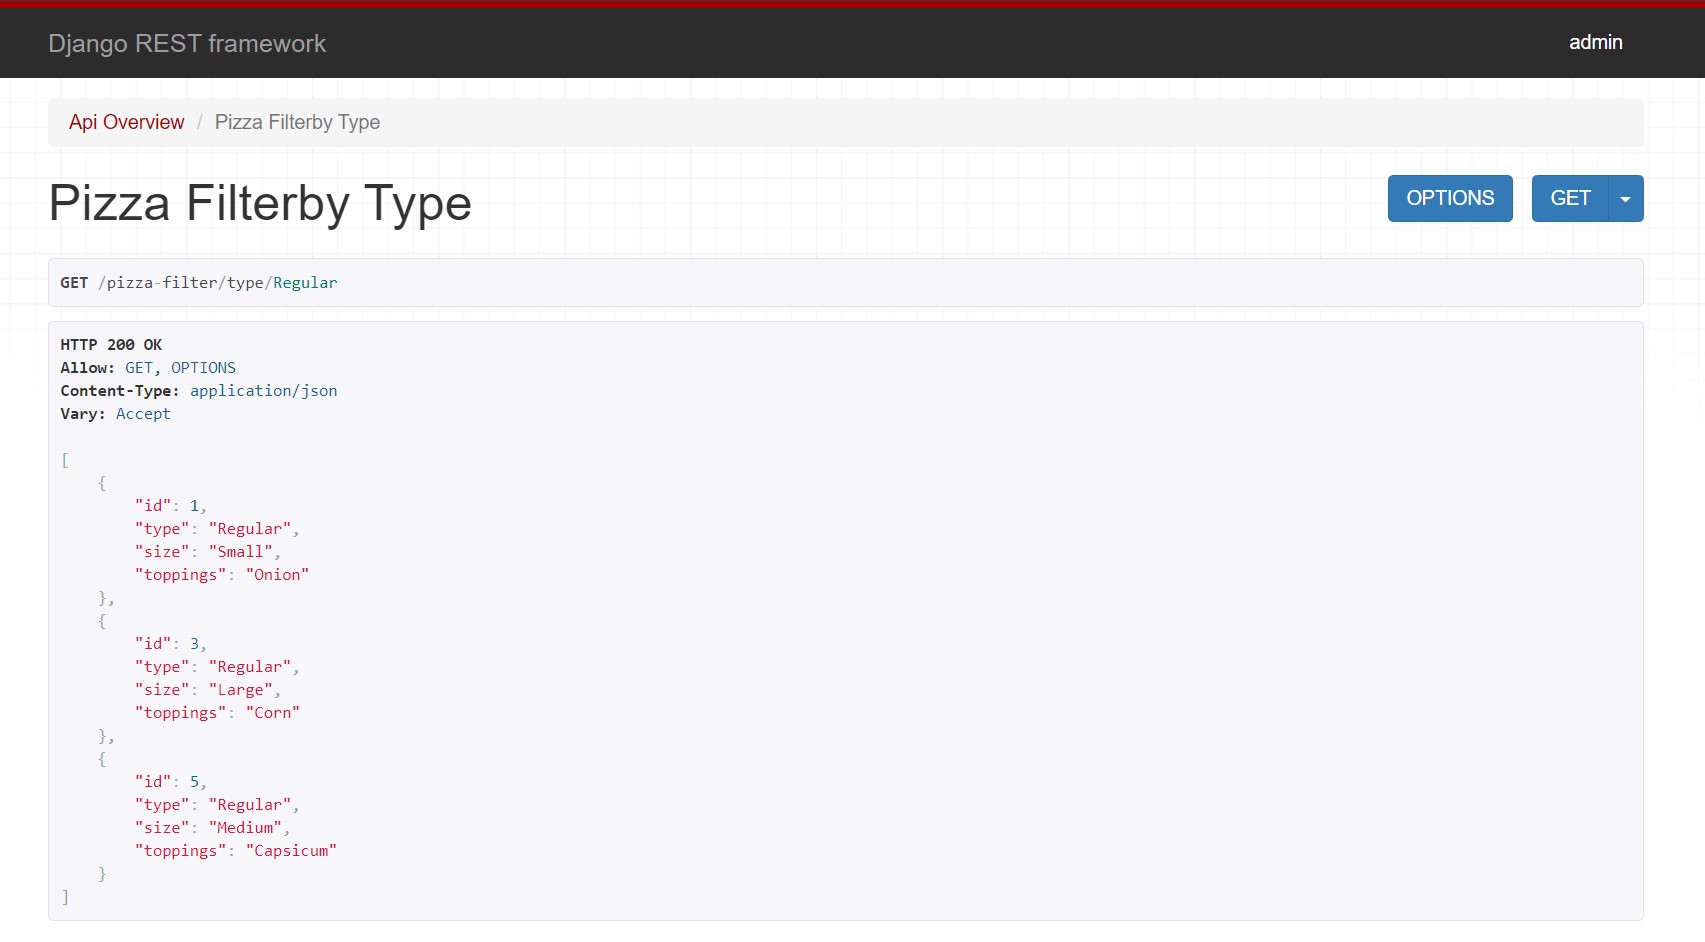 Django REST framework
admin
Api Overview / Pizza Filterby Type
Pizza Filterby Type
OPTIONS
GET
GET /pizza-filter/type/Regular
HTTP 200 OK
Allow: GET, OPTIONS
Content-Type: application/json
Vary: Accept
[
    {
        "id": 1,
        "type": "Regular",
        "size": "Small",
        "toppings": "Onion"
    },
    {
        "id": 3,
        "type": "Regular",
        "size": "Large",
        "toppings": "Corn"
    },
    {
        "id": 5,
        "type": "Regular",
        "size": "Medium",
        "toppings": "Capsicum"
    }
]